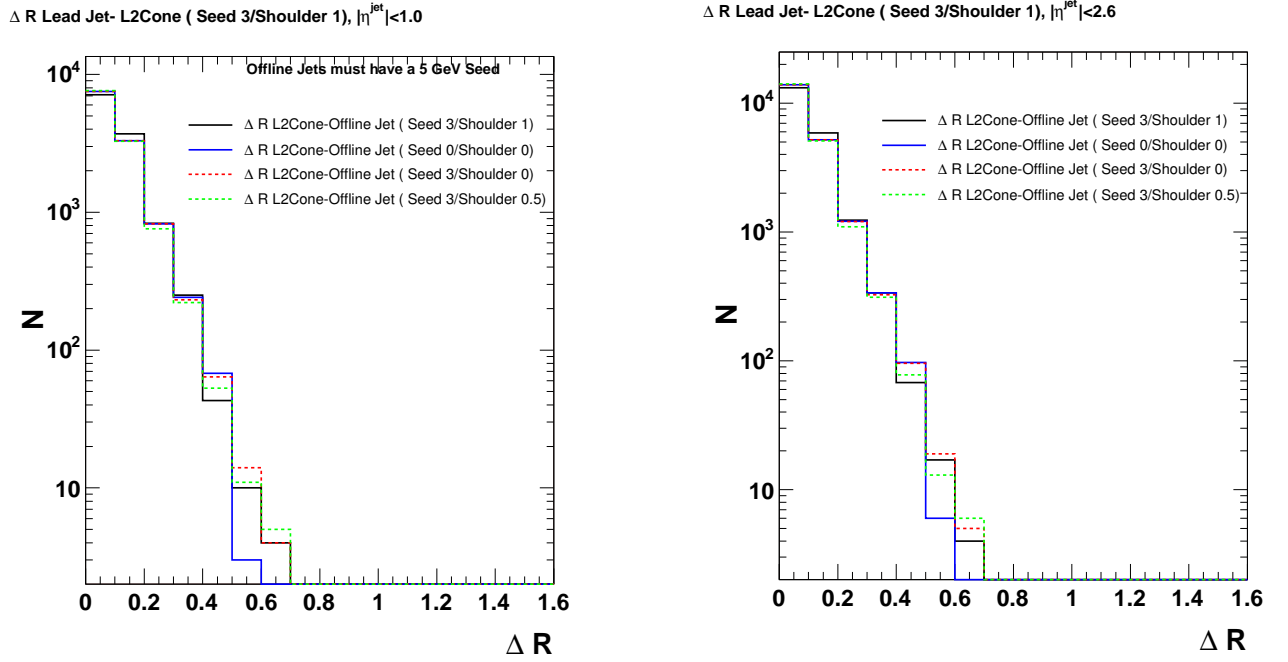 Δ R Lead Jet- L2Cone ( Seed 3/Shoulder 1), |η^jet|<1.0
Offline Jets must have a 5 GeV Seed
Δ R L2Cone-Offline Jet ( Seed 3/Shoulder 1)
Δ R L2Cone-Offline Jet ( Seed 0/Shoulder 0)
Δ R L2Cone-Offline Jet ( Seed 3/Shoulder 0)
Δ R L2Cone-Offline Jet ( Seed 3/Shoulder 0.5)
N
10^4
10^3
10^2
10
0 0.2 0.4 0.6 0.8 1 1.2 1.4 1.6
Δ R
Δ R Lead Jet- L2Cone ( Seed 3/Shoulder 1), |η^jet|<2.6
Δ R L2Cone-Offline Jet ( Seed 3/Shoulder 1)
Δ R L2Cone-Offline Jet ( Seed 0/Shoulder 0)
Δ R L2Cone-Offline Jet ( Seed 3/Shoulder 0)
Δ R L2Cone-Offline Jet ( Seed 3/Shoulder 0.5)
N
10^4
10^3
10^2
10
0 0.2 0.4 0.6 0.8 1 1.2 1.4 1.6
Δ R